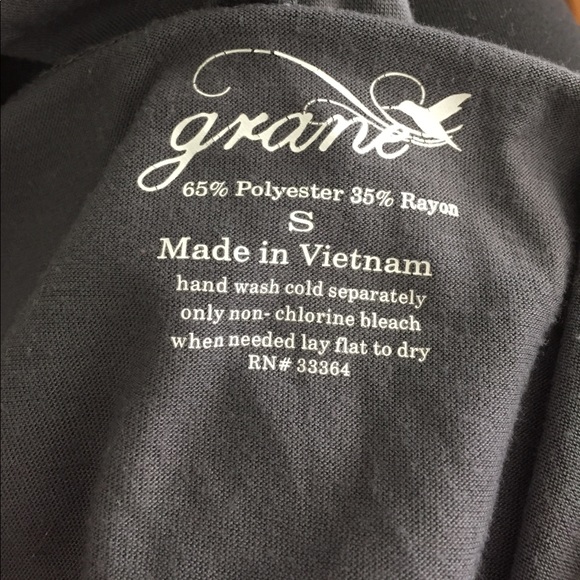 grane
65% Polyester 35% Rayon
S
Made in Vietnam
hand wash cold separately
only non- chlorine bleach
when needed lay flat to dry
RN# 33364